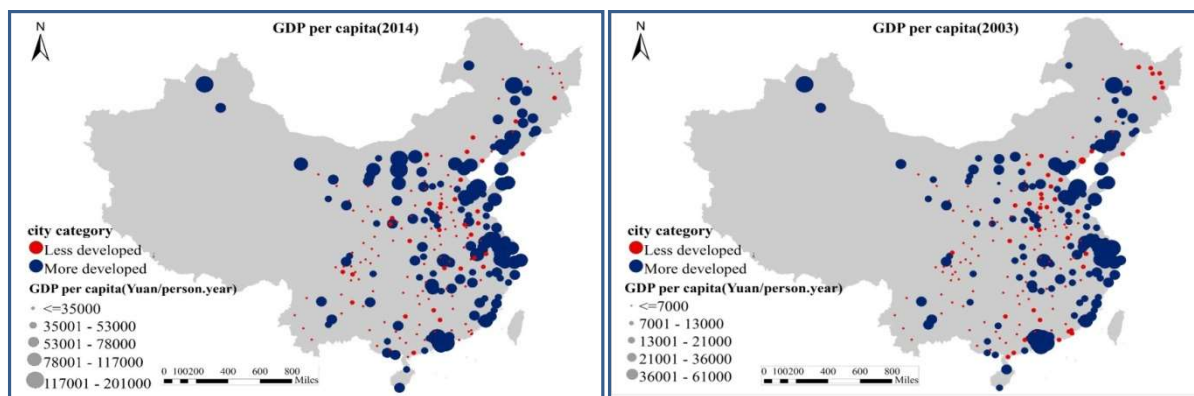 N
GDP per capita(2014)
city category
Less developed
More developed
GDP per capita(Yuan/person.year)
<=35000
35001 - 53000
53001 - 78000
78001 - 117000
117001 - 201000
0 100200 400 600 800
Miles
N
GDP per capita(2003)
city category
Less developed
More developed
GDP per capita(Yuan/person.year)
<=7000
7001 - 13000
13001 - 21000
21001 - 36000
36001 - 61000
0 100200 400 600 800
Miles